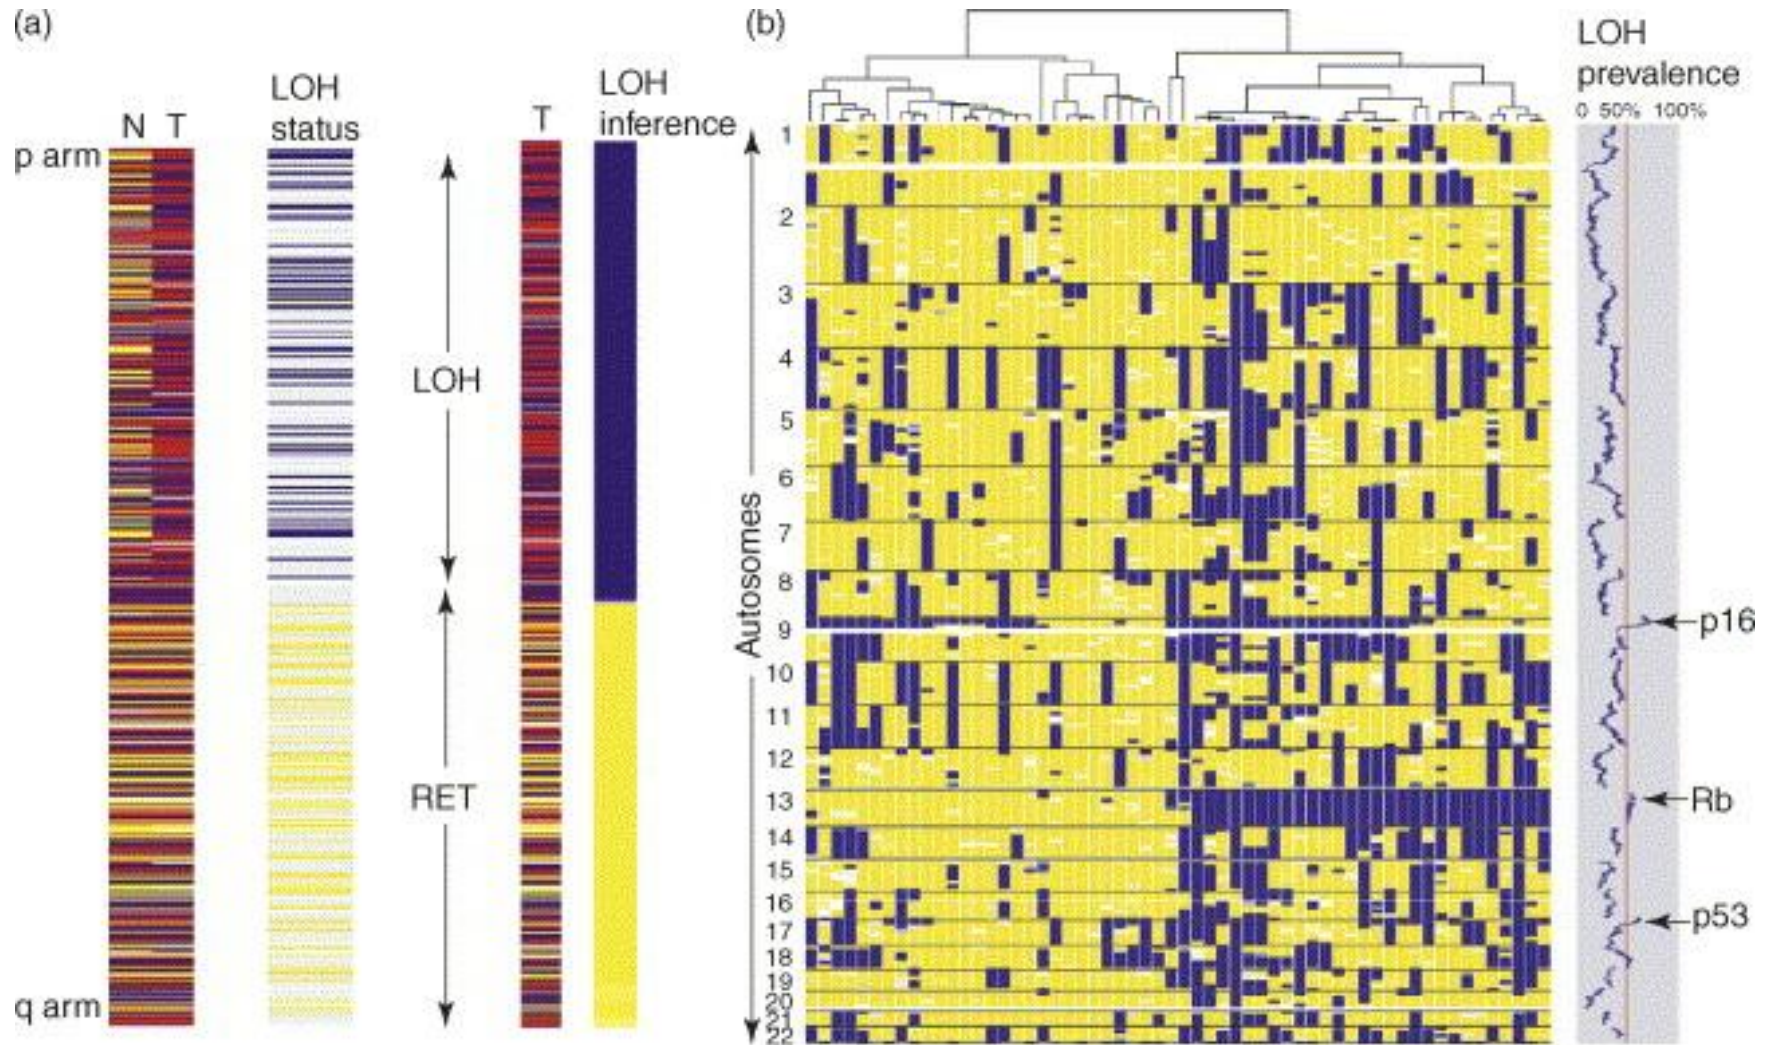 (a)
N T
LOH
status
T
LOH
inference
p arm
LOH
RET
q arm
(b)
LOH
prevalence
0 50% 100%
Autosomes
1
2
3
4
5
6
7
8
9
10
11
12
13
14
15
16
17
18
19
20
21
22
p16
Rb
p53